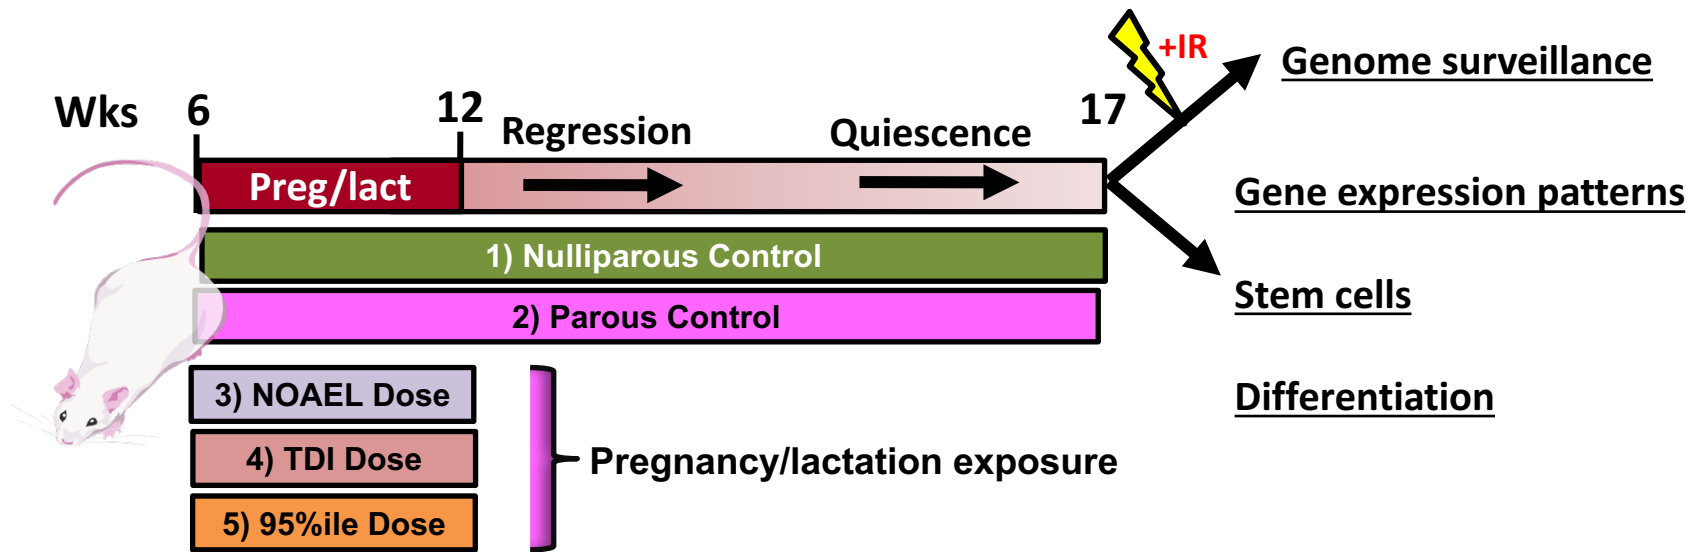 +IR
Genome surveillance
Wks 6 12 17
Regression
Quiescence
Preg/lact
Gene expression patterns
1) Nulliparous Control
2) Parous Control
Stem cells
3) NOAEL Dose
Differentiation
4) TDI Dose
Pregnancy/lactation exposure
5) 95%ile Dose